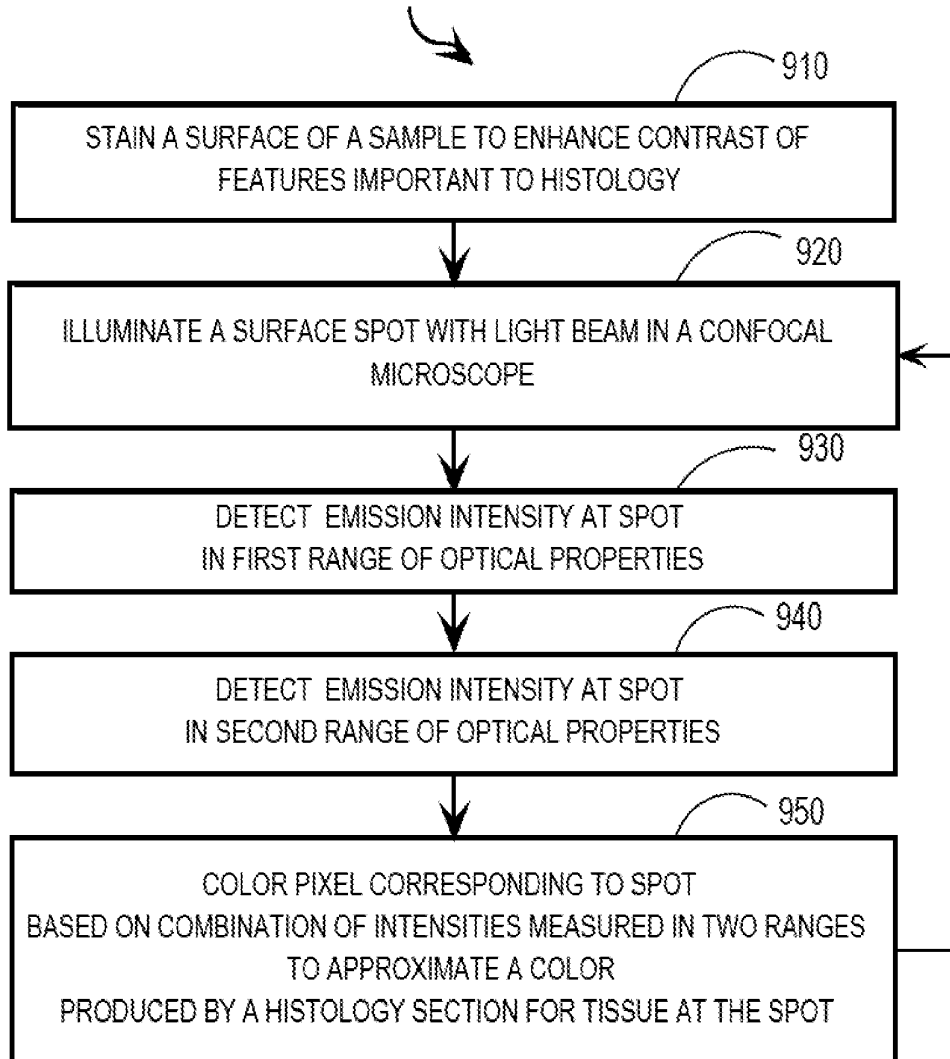 910
STAIN A SURFACE OF A SAMPLE TO ENHANCE CONTRAST OF
FEATURES IMPORTANT TO HISTOLOGY
920
ILLUMINATE A SURFACE SPOT WITH LIGHT BEAM IN A CONFOCAL
MICROSCOPE
930
DETECT EMISSION INTENSITY AT SPOT
IN FIRST RANGE OF OPTICAL PROPERTIES
940
DETECT EMISSION INTENSITY AT SPOT
IN SECOND RANGE OF OPTICAL PROPERTIES
950
COLOR PIXEL CORRESPONDING TO SPOT
BASED ON COMBINATION OF INTENSITIES MEASURED IN TWO RANGES
TO APPROXIMATE A COLOR
PRODUCED BY A HISTOLOGY SECTION FOR TISSUE AT THE SPOT